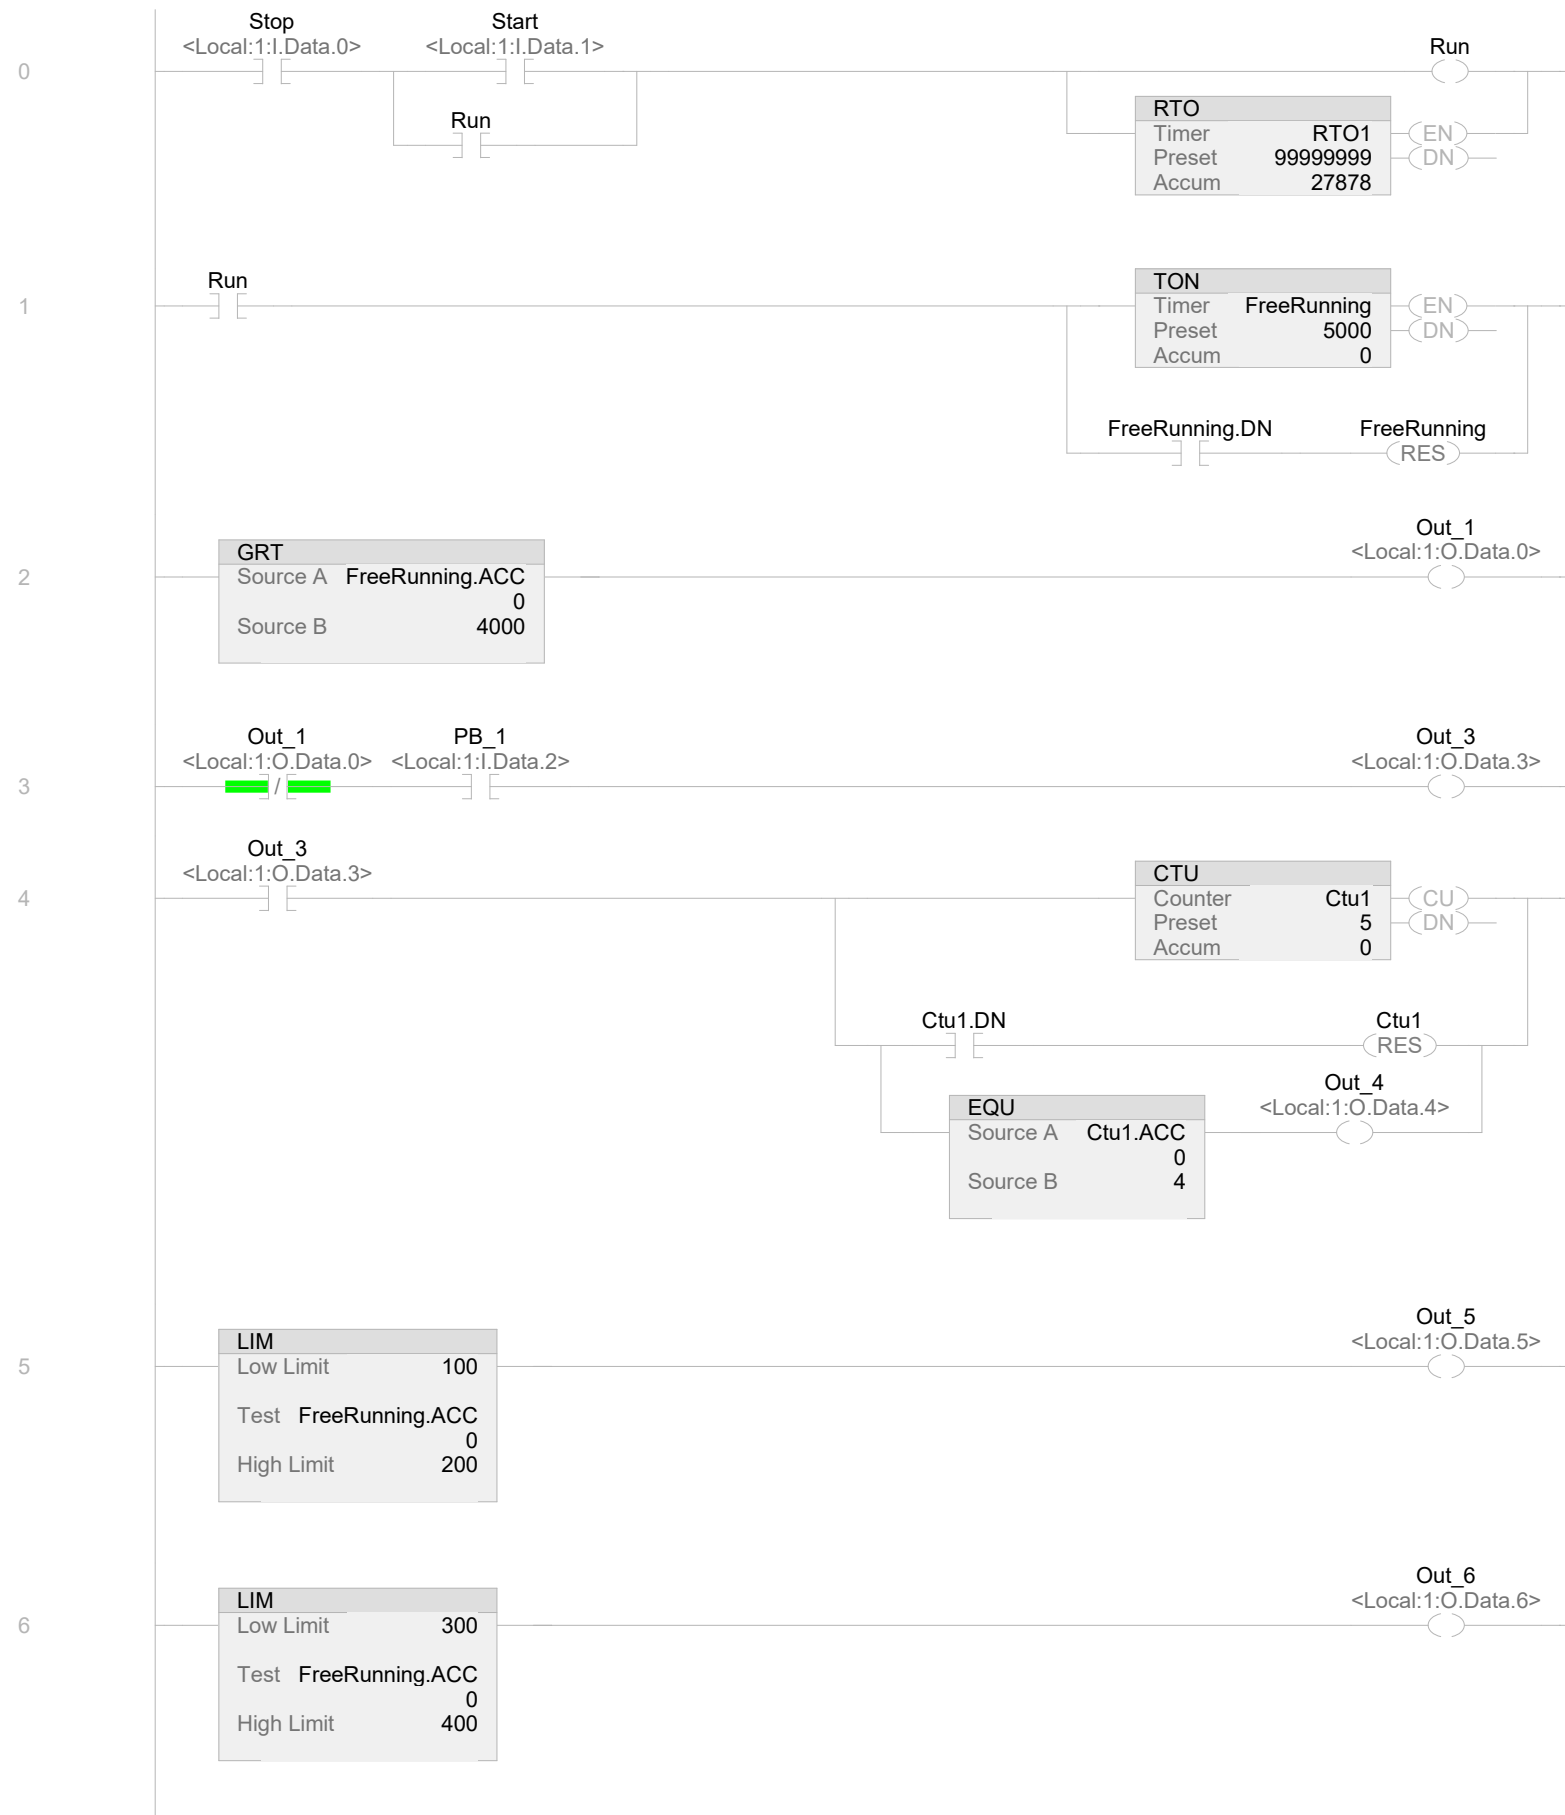 Stop
<Local:1:I.Data.0>
Start
<Local:1:I.Data.1>
Run
0
Run
RTO
Timer RTO1 EN
Preset 99999999 DN
Accum 27878
Run
1
TON
Timer FreeRunning EN
Preset 5000 DN
Accum 0
FreeRunning.DN
FreeRunning
RES
Out_1
<Local:1:O.Data.0>
2
GRT
Source A FreeRunning.ACC
0
Source B 4000
Out_1
<Local:1:O.Data.0>
PB_1
<Local:1:I.Data.2>
Out_3
<Local:1:O.Data.3>
3
/
Out_3
<Local:1:O.Data.3>
4
CTU
Counter Ctu1 CU
Preset 5 DN
Accum 0
Ctu1.DN
Ctu1
RES
Out_4
<Local:1:O.Data.4>
EQU
Source A Ctu1.ACC
0
Source B 4
Out_5
<Local:1:O.Data.5>
5
LIM
Low Limit 100
Test FreeRunning.ACC
0
High Limit 200
Out_6
<Local:1:O.Data.6>
6
LIM
Low Limit 300
Test FreeRunning.ACC
0
High Limit 400